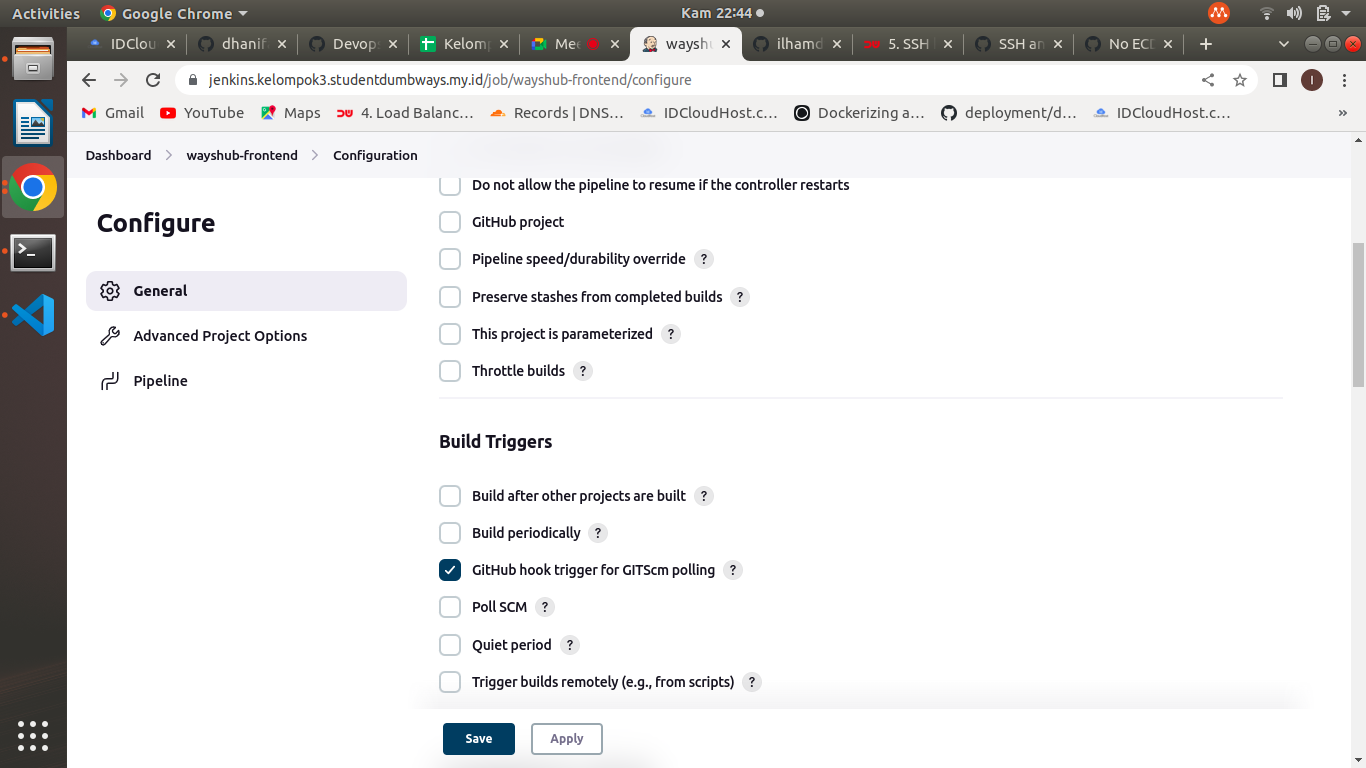 Activities Google Chrome Kam 22:44
IDClou dhanif Devop Kelom Mee waysh ilhamd 5. SSH SSH an No ECD
jenkins.kelompok3.studentdumbways.my.id/job/wayshub-frontend/configure I
Gmail YouTube Maps 4. Load Balanc... Records | DNS... IDCloudHost.c... Dockerizing a... deployment/d... IDCloudHost.c... »
Dashboard wayshub-frontend Configuration
Configure
General
Advanced Project Options
Pipeline
Do not allow the pipeline to resume if the controller restarts
GitHub project
Pipeline speed/durability override ?
Preserve stashes from completed builds ?
This project is parameterized ?
Throttle builds ?
Build Triggers
Build after other projects are built ?
Build periodically ?
GitHub hook trigger for GITScm polling ?
Poll SCM ?
Quiet period ?
Trigger builds remotely (e.g., from scripts) ?
Save Apply